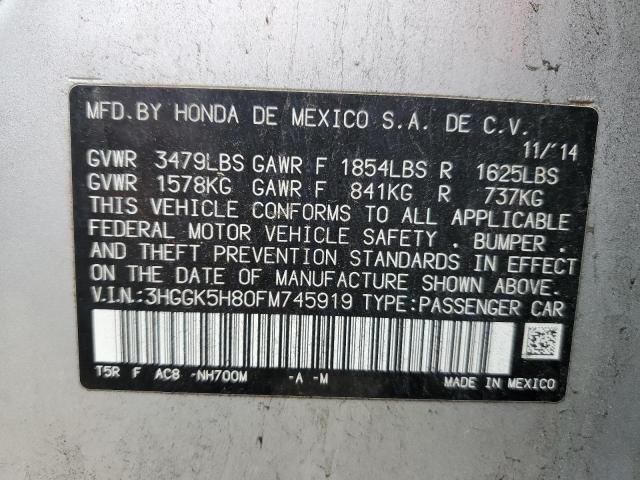 MFD.BY HONDA DE MEXICO S.A. DE C.V.
11/'14
GVWR 3479LBS GAWR F 1854LBS R 1625LBS
GVWR 1578KG GAWR F 841KG R 737KG
THIS VEHICLE CONFORMS TO ALL APPLICABLE
FEDERAL MOTOR VEHICLE SAFETY . BUMPER .
AND THEFT PREVENTION STANDARDS IN EFFECT
ON THE DATE OF MANUFACTURE SHOWN ABOVE.
V.I.N.:3HGGK5H80FM745919 TYPE:PASSENGER CAR
T5R F AC8 -NH700M -A -M
MADE IN MEXICO